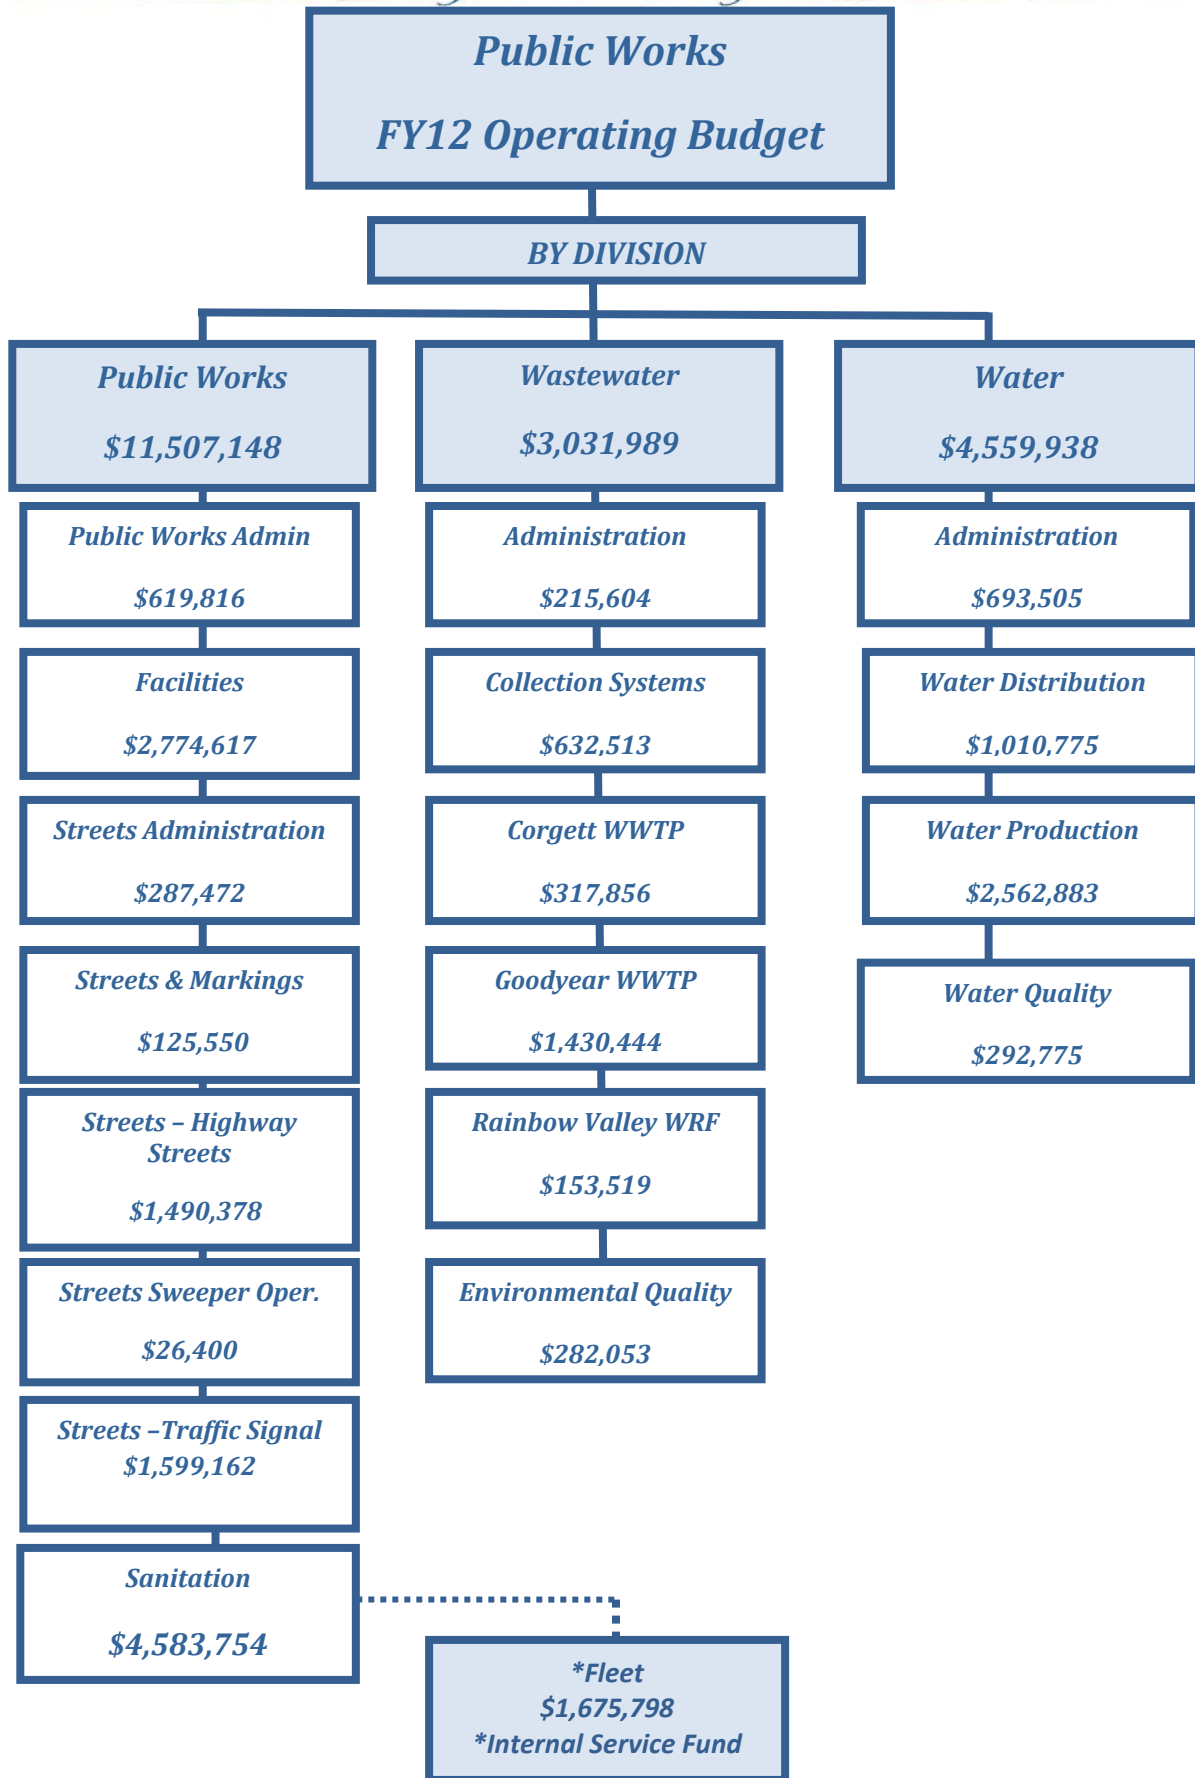 Public Works
FY12 Operating Budget
BY DIVISION
Public Works
$11,507,148
Public Works Admin
$619,816
Facilities
$2,774,617
Streets Administration
$287,472
Streets & Markings
$125,550
Streets – Highway
Streets
$1,490,378
Streets Sweeper Oper.
$26,400
Streets –Traffic Signal
$1,599,162
Sanitation
$4,583,754
Wastewater
$3,031,989
Administration
$215,604
Collection Systems
$632,513
Corgett WWTP
$317,856
Goodyear WWTP
$1,430,444
Rainbow Valley WRF
$153,519
Environmental Quality
$282,053
Water
$4,559,938
Administration
$693,505
Water Distribution
$1,010,775
Water Production
$2,562,883
Water Quality
$292,775
*Fleet
$1,675,798
*Internal Service Fund